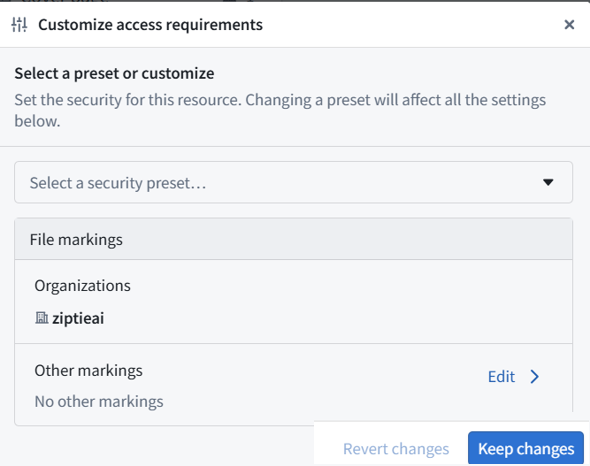 Customize access requirements
Select a preset or customize
Set the security for this resource. Changing a preset will affect all the settings
below.
Select a security preset...
File markings
Organizations
ziptieai
Other markings
Edit
No other markings
Revert changes
Keep changes